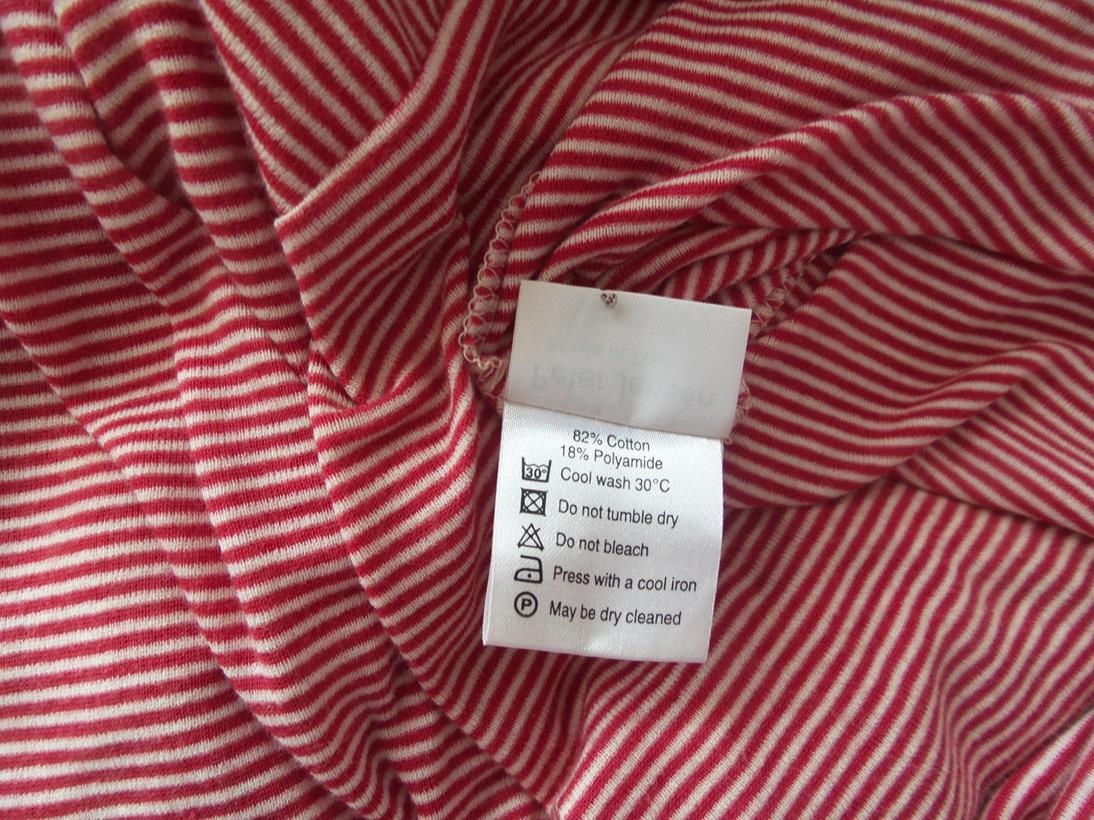 82% Cotton
18% Polyamide
30° Cool wash 30°C
Do not tumble dry
Do not bleach
Press with a cool iron
P May be dry cleaned